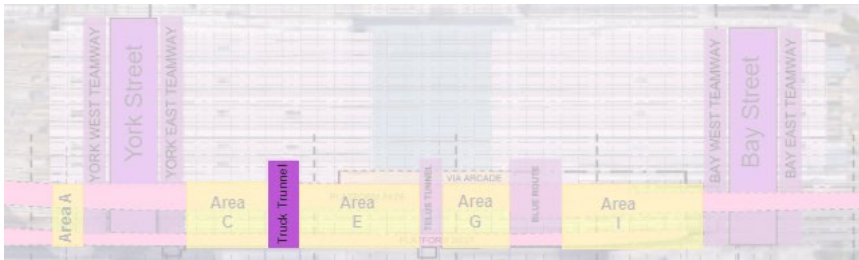 YORK WEST TEAMWAY
York Street
YORK EAST TEAMWAY
BAY WEST TEAMWAY
Bay Street
BAY EAST TEAMWAY
Area A
Area
C
Truck Trunnel
Area
E
TELUS TUNNEL
VIA ARCADE
Area
G
BLUE ROUTE
Area
I